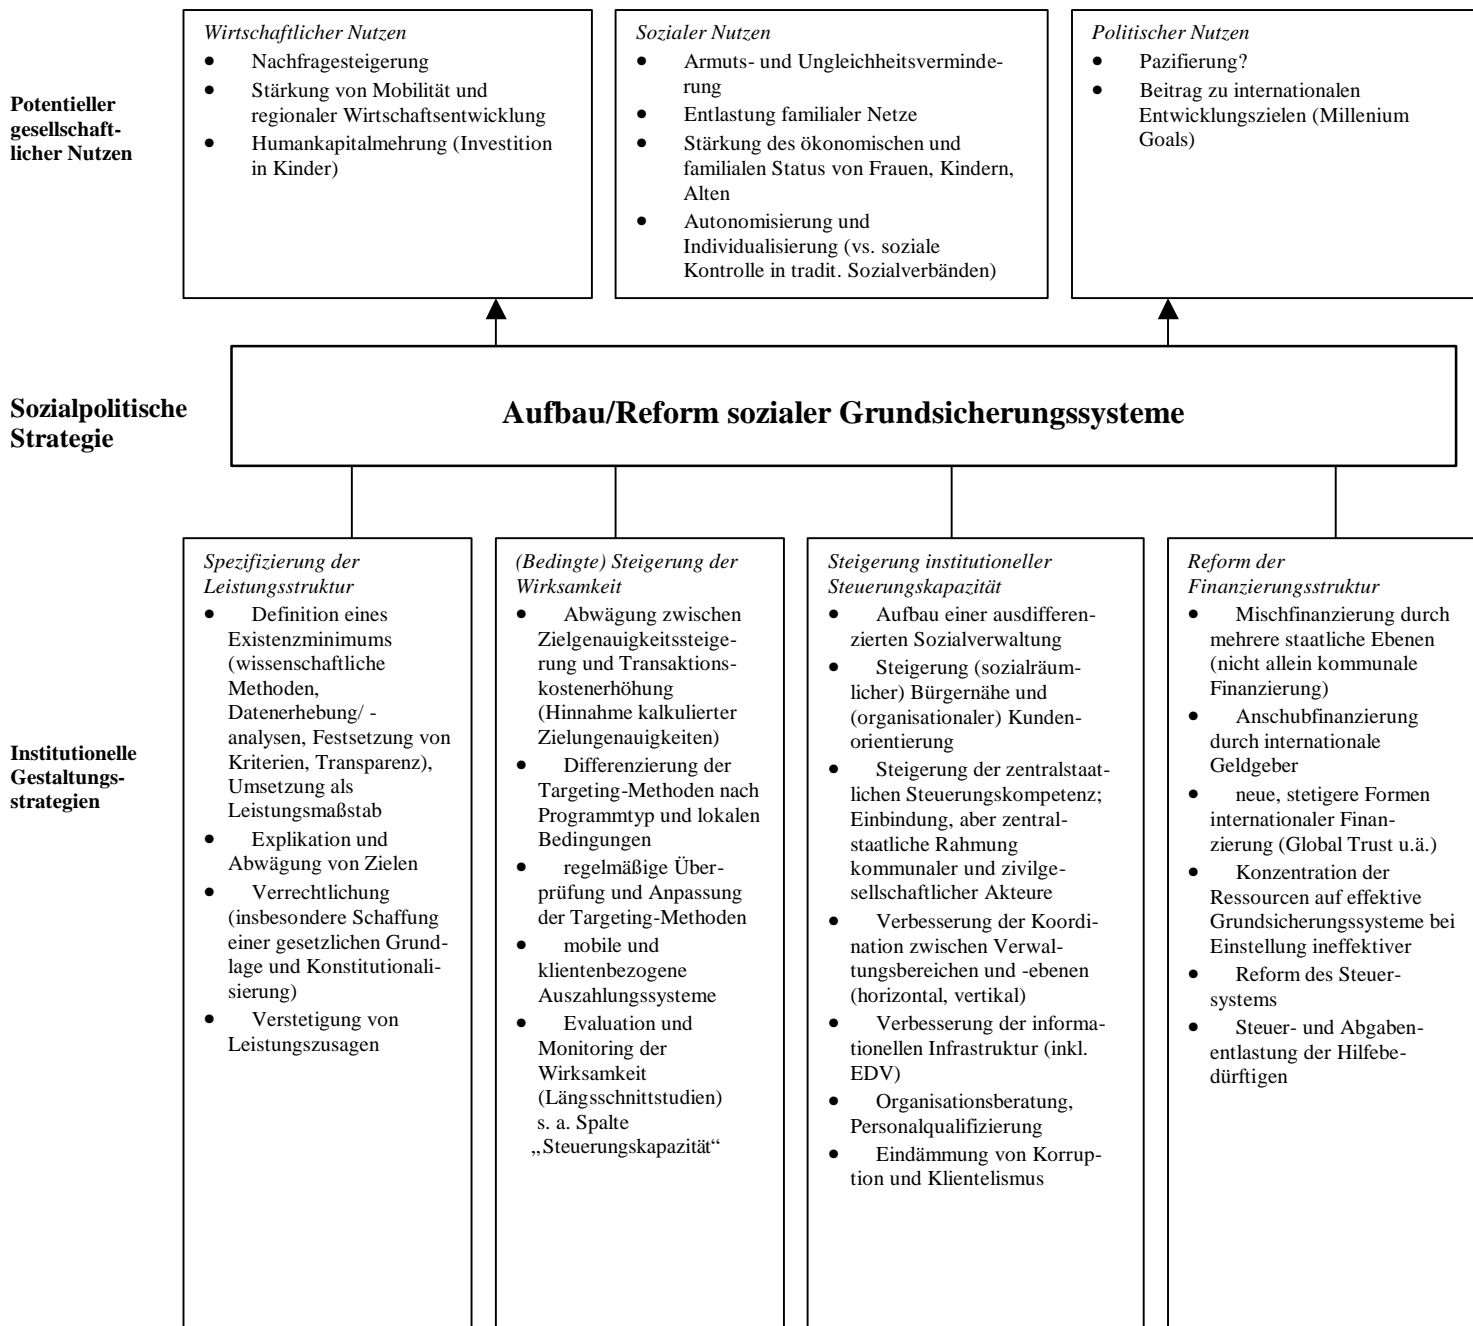 Potentieller
gesellschaft-
licher Nutzen
Wirtschaftlicher Nutzen
• Nachfragesteigerung
• Stärkung von Mobilität und
regionaler Wirtschaftsentwicklung
• Humankapitalmehrung (Investition
in Kinder)
Sozialer Nutzen
• Armuts- und Ungleichheitsverminde-
rung
• Entlastung familialer Netze
• Stärkung des ökonomischen und
familialen Status von Frauen, Kindern,
Alten
• Autonomisierung und
Individualisierung (vs. soziale
Kontrolle in tradit. Sozialverbänden)
Politischer Nutzen
• Pazifierung?
• Beitrag zu internationalen
Entwicklungszielen (Millenium
Goals)
Sozialpolitische
Strategie
Aufbau/Reform sozialer Grundsicherungssysteme
Institutionelle
Gestaltungs-
strategien
Spezifizierung der
Leistungsstruktur
• Definition eines
Existenzminimums
(wissenschaftliche
Methoden,
Datenerhebung/ -
analysen, Festsetzung von
Kriterien, Transparenz),
Umsetzung als
Leistungsmaßstab
• Explikation und
Abwägung von Zielen
• Verrechtlichung
(insbesondere Schaffung
einer gesetzlichen Grund-
lage und Konstitutionali-
sierung)
• Verstetigung von
Leistungszusagen
(Bedingte) Steigerung der
Wirksamkeit
• Abwägung zwischen
Zielgenauigkeitssteige-
rung und Transaktions-
kostenerhöhung
(Hinnahme kalkulierter
Zielungenauigkeiten)
• Differenzierung der
Targeting-Methoden nach
Programmtyp und lokalen
Bedingungen
• regelmäßige Über-
prüfung und Anpassung
der Targeting-Methoden
• mobile und
klientenbezogene
Auszahlungssysteme
• Evaluation und
Monitoring der
Wirksamkeit
(Längsschnittstudien)
s. a. Spalte
„Steuerungskapazität“
Steigerung institutioneller
Steuerungskapazität
• Aufbau einer ausdifferen-
zierten Sozialverwaltung
• Steigerung (sozialräum-
licher) Bürgernähe und
(organisationaler) Kunden-
orientierung
• Steigerung der zentralstaat-
lichen Steuerungskompetenz;
Einbindung, aber zentral-
staatliche Rahmung
kommunaler und zivilge-
sellschaftlicher Akteure
• Verbesserung der Koordi-
nation zwischen Verwal-
tungsbereichen und -ebenen
(horizontal, vertikal)
• Verbesserung der informa-
tionellen Infrastruktur (inkl.
EDV)
• Organisationsberatung,
Personalqualifizierung
• Eindämmung von Korrup-
tion und Klientelismus
Reform der
Finanzierungsstruktur
• Mischfinanzierung durch
mehrere staatliche Ebenen
(nicht allein kommunale
Finanzierung)
• Anschubfinanzierung
durch internationale
Geldgeber
• neue, stetigere Formen
internationaler Finan-
zierung (Global Trust u.ä.)
• Konzentration der
Ressourcen auf effektive
Grundsicherungssysteme bei
Einstellung ineffektiver
• Reform des Steuer-
systems
• Steuer- und Abgaben-
entlastung der Hilfebe-
dürftigen